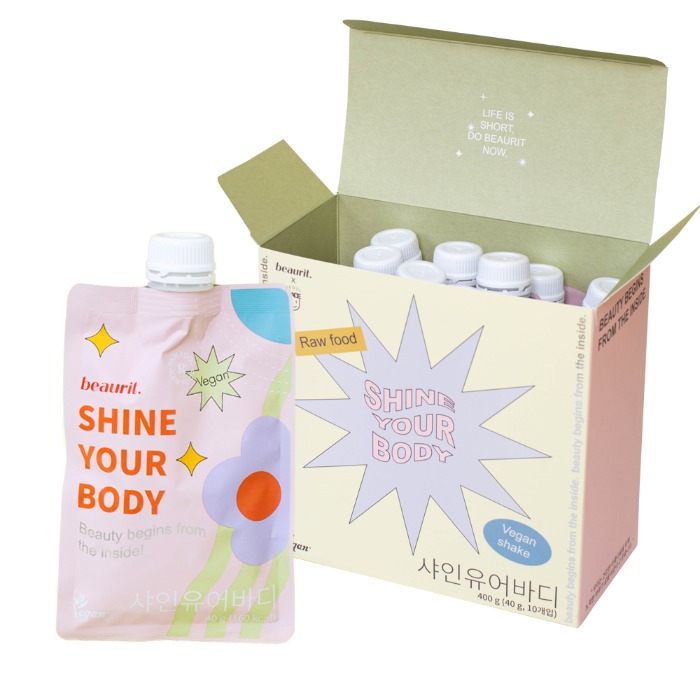 LIFE IS
SHORT,
DO BEAURIT
NOW.
beaurit.
x
Raw food
SHINE
YOUR
BODY
Vegan
shake
샤인유어바디
400 g (40 g, 10개입)
beauty begins from the inside. beauty begins from the inside.
inside.
BEAUTY BEGINS
FROM THE INSIDE.
Vegan
beaurit.
SHINE
YOUR
BODY
Beauty begins from
the inside!
샤인유어바디
Vegan